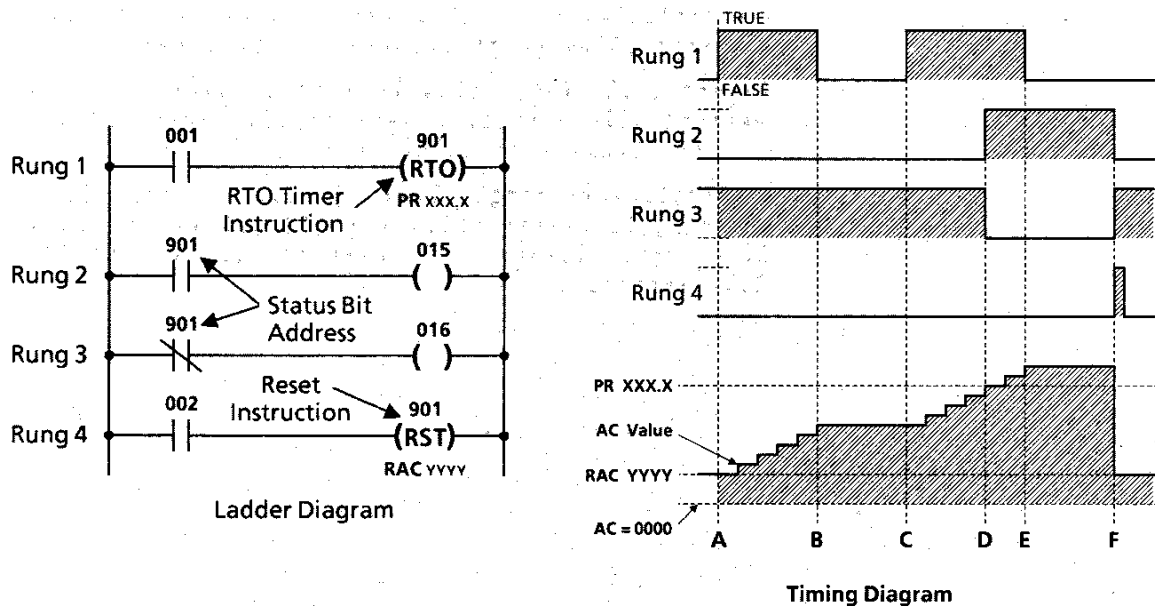 001
901
Rung 1
(RTO)
RTO Timer
Instruction
PR XXX.X
901
015
Rung 2
( )
Status Bit
Address
901
016
Rung 3
( )
Reset
Instruction
002
901
Rung 4
(RST)
RAC YYYY
Ladder Diagram
TRUE
Rung 1
FALSE
Rung 2
Rung 3
Rung 4
PR XXX.X
AC Value
RAC YYYY
AC = 0000
A B C D E F
Timing Diagram